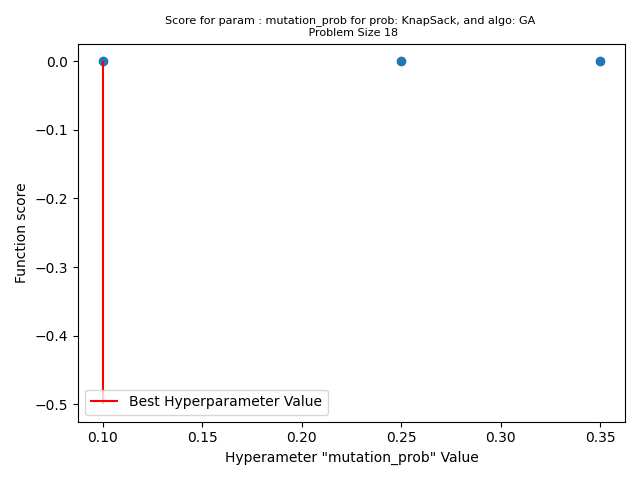 Score for param : mutation_prob for prob: KnapSack, and algo: GA
Problem Size 18
Function score
0.0
−0.1
−0.2
−0.3
−0.4
−0.5
Best Hyperparameter Value
0.10 0.15 0.20 0.25 0.30 0.35
Hyperameter "mutation_prob" Value